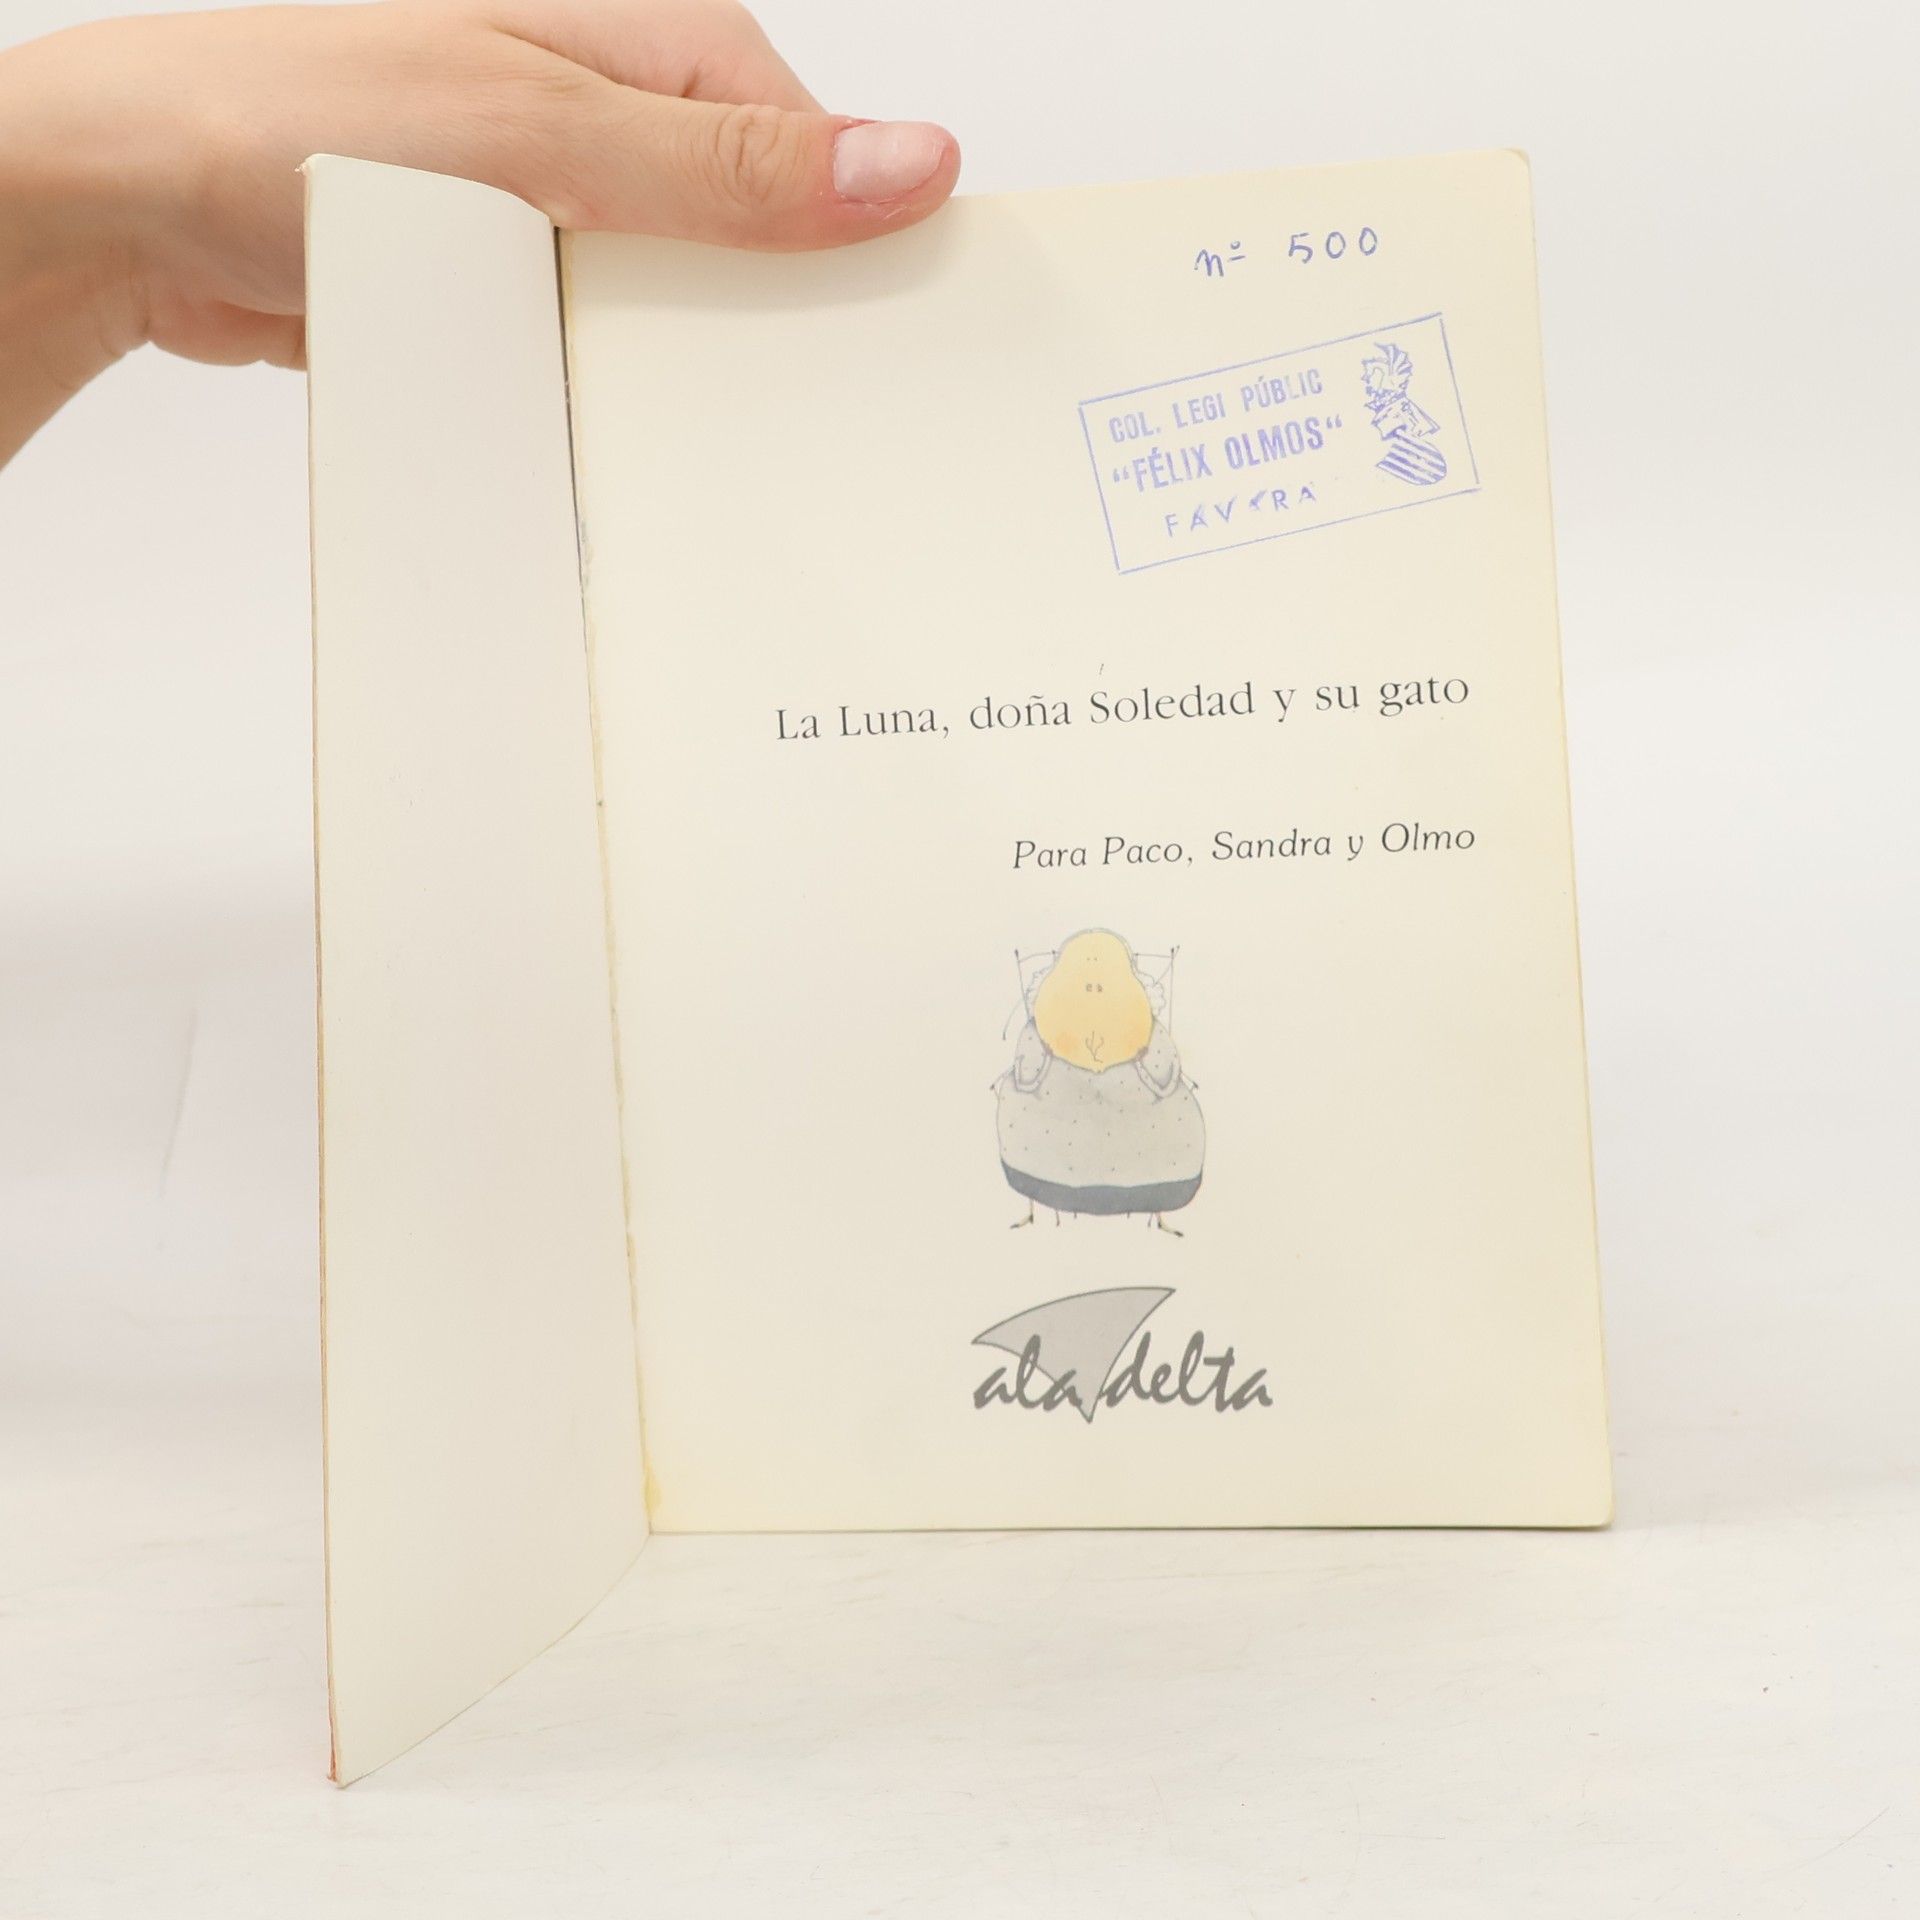 nº 500
COL. LEGI PÚBLIC
“FÉLIX OLMOS“
FAVARA
La Luna, doña Soledad y su gato
Para Paco, Sandra y Olmo
ala delta